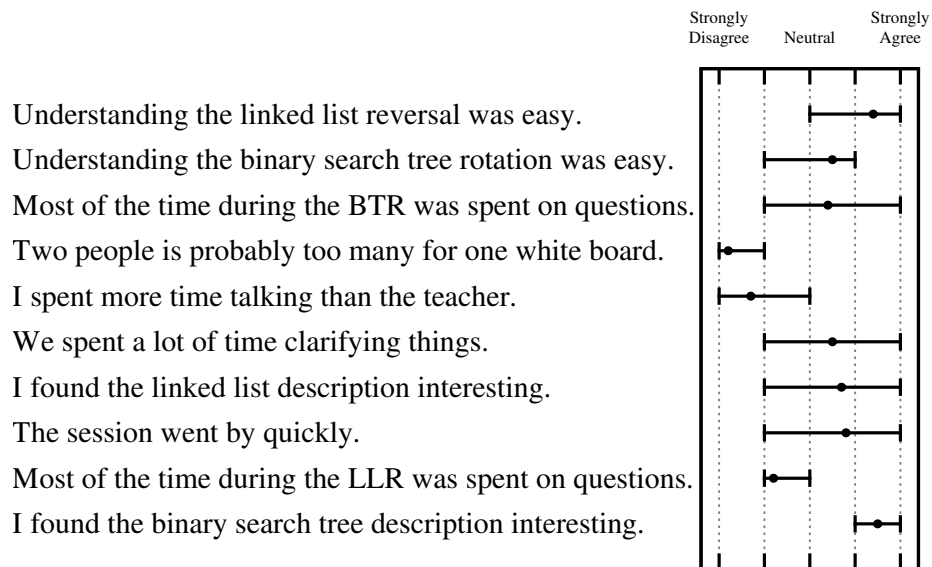 Strongly Disagree
Neutral
Strongly Agree
Understanding the linked list reversal was easy.
Understanding the binary search tree rotation was easy.
Most of the time during the BTR was spent on questions.
Two people is probably too many for one white board.
I spent more time talking than the teacher.
We spent a lot of time clarifying things.
I found the linked list description interesting.
The session went by quickly.
Most of the time during the LLR was spent on questions.
I found the binary search tree description interesting.